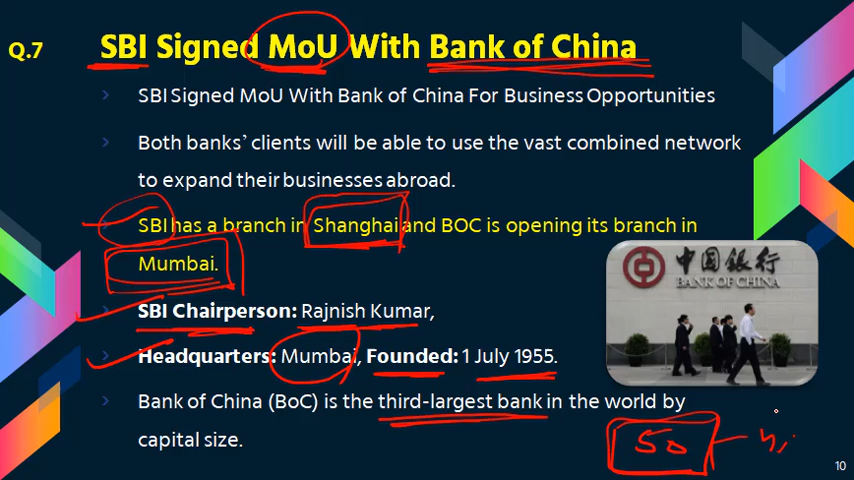 Q.7
SBI Signed MoU With Bank of China
SBI Signed MoU With Bank of China For Business Opportunities
Both banks' clients will be able to use the vast combined network
to expand their businesses abroad.
SBI has a branch in Shanghai and BOC is opening its branch in
Mumbai.
中国银行
BANK OF CHINA
SBI Chairperson: Rajnish Kumar,
Headquarters: Mumbai, Founded: 1 July 1955.
Bank of China (BoC) is the third-largest bank in the world by
capital size.
50
10